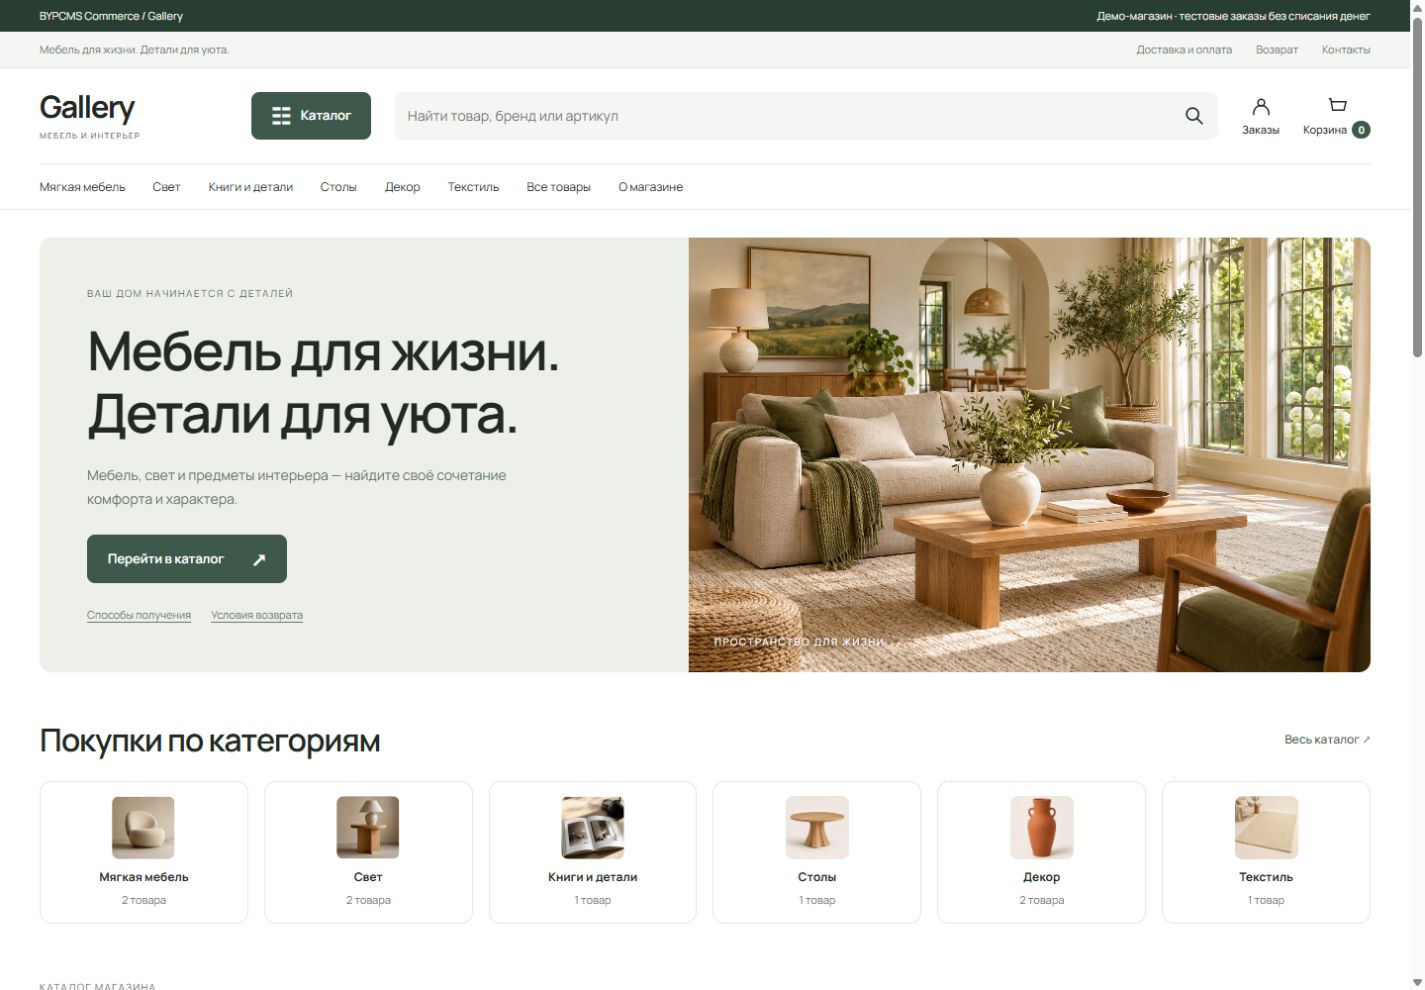 BYPCMS Commerce / Gallery
Демо-магазин · тестовые заказы без списания денег
Мебель для жизни. Детали для уюта.
Доставка и оплата
Возврат
Контакты
Gallery
МЕБЕЛЬ И ИНТЕРЬЕР
Каталог
Найти товар, бренд или артикул
Заказы
Корзина 0
Мягкая мебель
Свет
Книги и детали
Столы
Декор
Текстиль
Все товары
О магазине
ВАШ ДОМ НАЧИНАЕТСЯ С ДЕТАЛЕЙ
Мебель для жизни.
Детали для уюта.
Мебель, свет и предметы интерьера — найдите своё сочетание
комфорта и характера.
Перейти в каталог ↗
Способы получения
Условия возврата
ПРОСТРАНСТВО ДЛЯ ЖИЗНИ
Покупки по категориям
Весь каталог ↗
Мягкая мебель
2 товара
Свет
2 товара
Книги и детали
1 товар
Столы
1 товар
Декор
2 товара
Текстиль
1 товар
КАТАЛОГ МАГАЗИНА